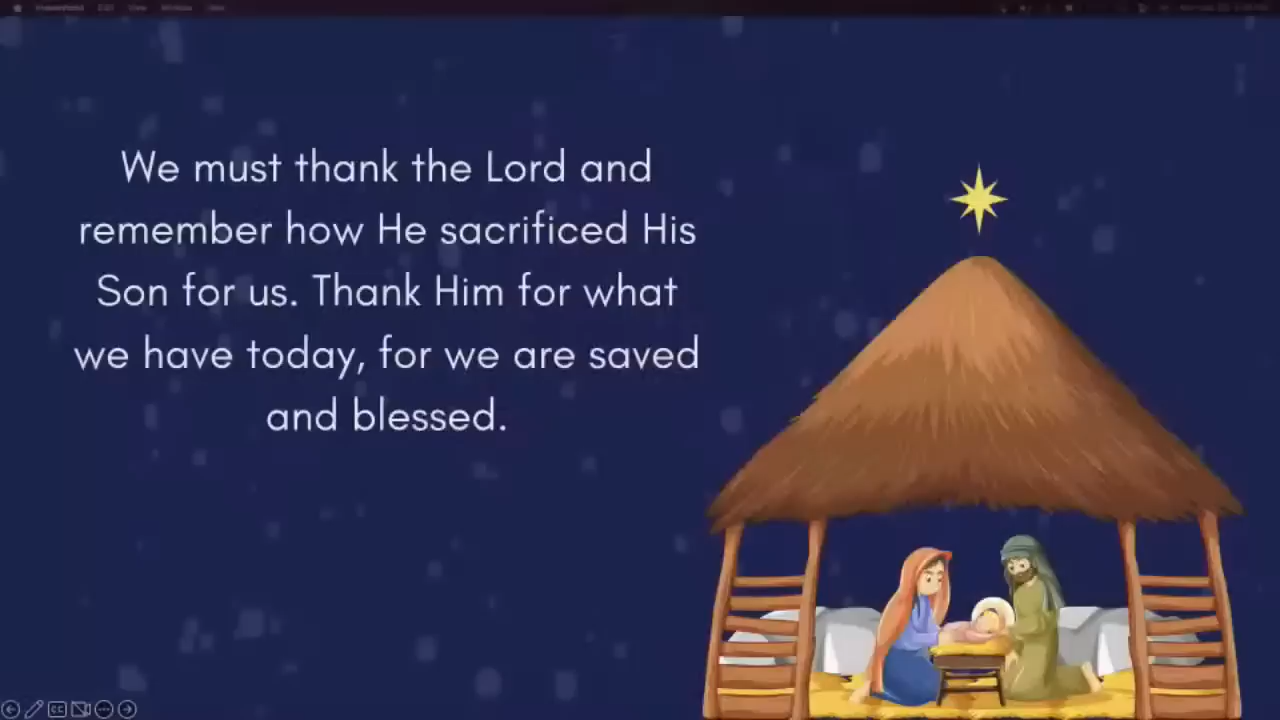 We must thank the Lord and
remember how He sacrificed His
Son for us. Thank Him for what
we have today, for we are saved
and blessed.
CC